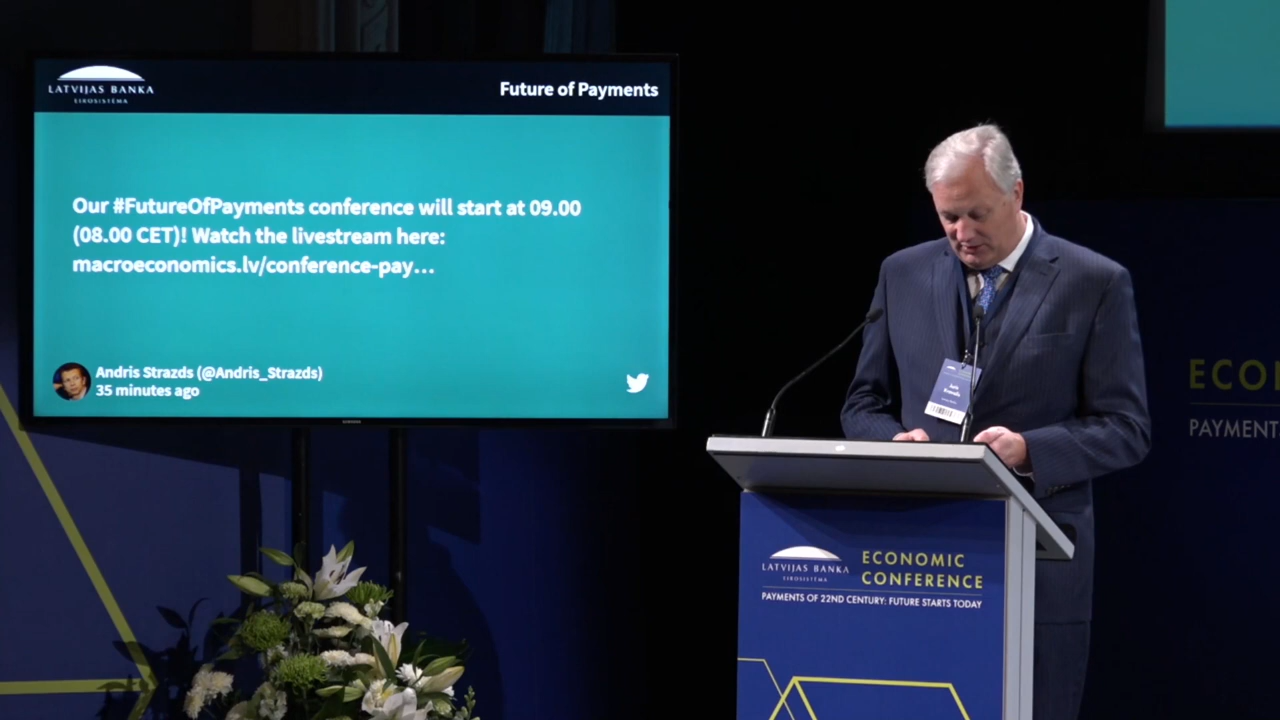 LATVIJAS BANKA
EIROSISTĒMA
Future of Payments
Our #FutureOfPayments conference will start at 09.00
(08.00 CET)! Watch the livestream here:
macroeconomics.lv/conference-pay…
Andris Strazds (@Andris_Strazds)
35 minutes ago
SAMSUNG
LATVIJAS BANKA
EIROSISTĒMA
ECONOMIC
CONFERENCE
PAYMENTS OF 22ND CENTURY: FUTURE STARTS TODAY
ECO
PAYMENT